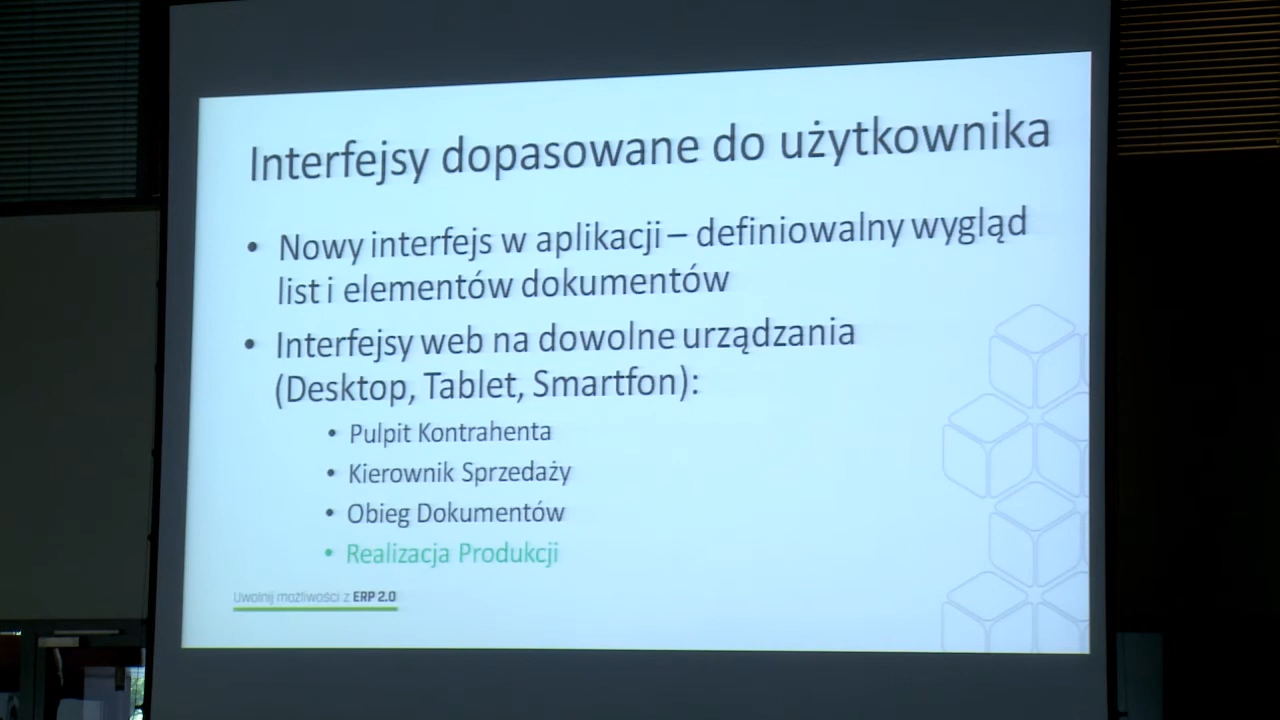 Interfejsy dopasowane do użytkownika
• Nowy interfejs w aplikacji – definiowalny wygląd
list i elementów dokumentów
• Interfejsy web na dowolne urządzania
(Desktop, Tablet, Smartfon):
• Pulpit Kontrahenta
• Kierownik Sprzedaży
• Obieg Dokumentów
• Realizacja Produkcji
Uwolnij możliwości z ERP 2.0